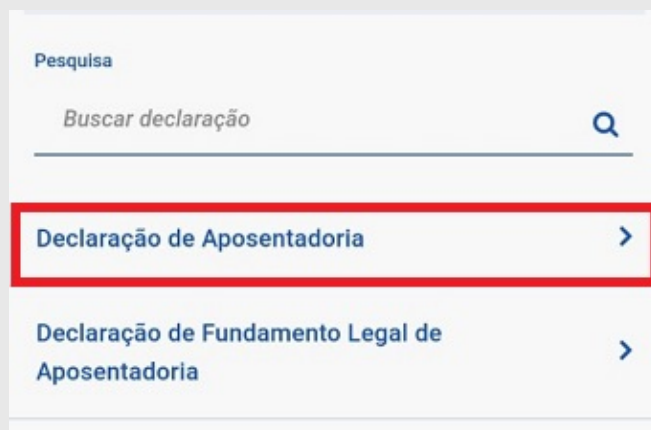 Pesquisa
Buscar declaração
Declaração de Aposentadoria
Declaração de Fundamento Legal de
Aposentadoria